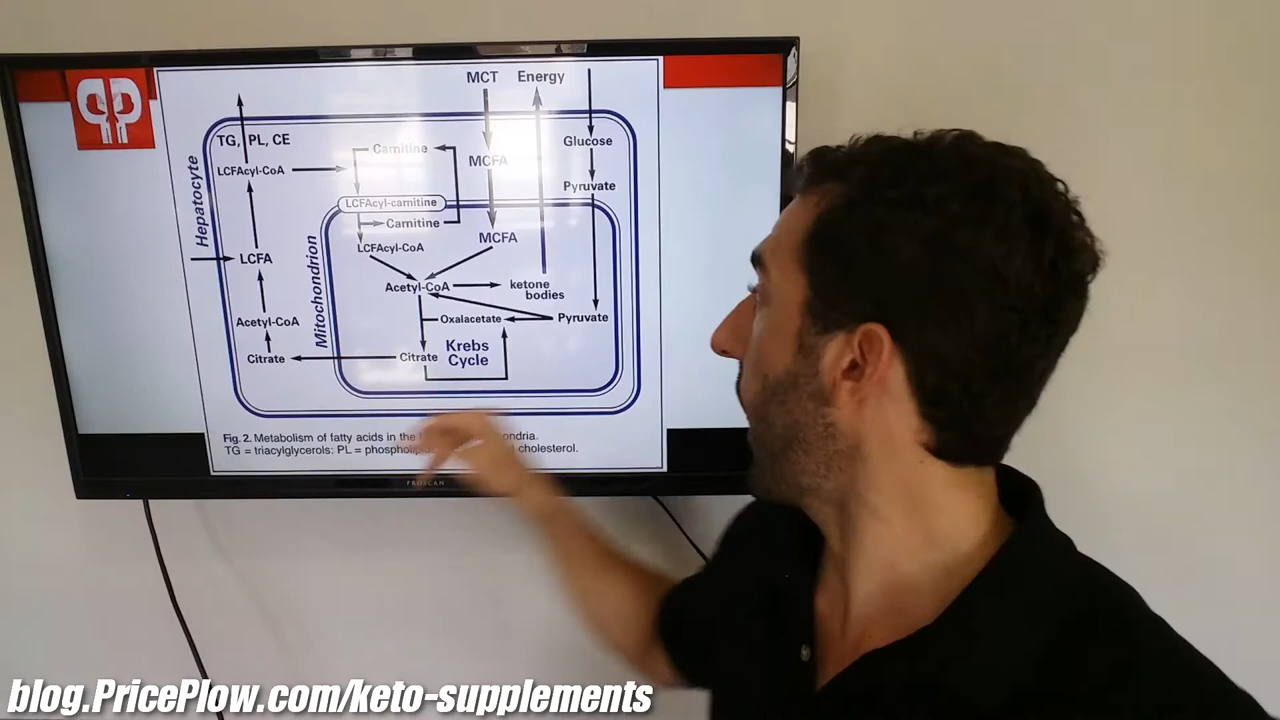 MCT Energy
TG, PL, CE
Carnitine
Glucose
LCFAcyl-CoA
MCFA
Pyruvate
Hepatocyte
LCFAcyl-carnitine
Carnitine
MCFA
LCFAcyl-CoA
LCFA
Mitochondrion
Acetyl-CoA
ketone
bodies
Acetyl-CoA
Oxalacetate
Pyruvate
Krebs
Cycle
Citrate
Citrate
Fig. 2. Metabolism of fatty acids in the
TG = triacylglycerols: PL = cholesterol.
PROSCAN
blog.PricePlow.com/keto-supplements